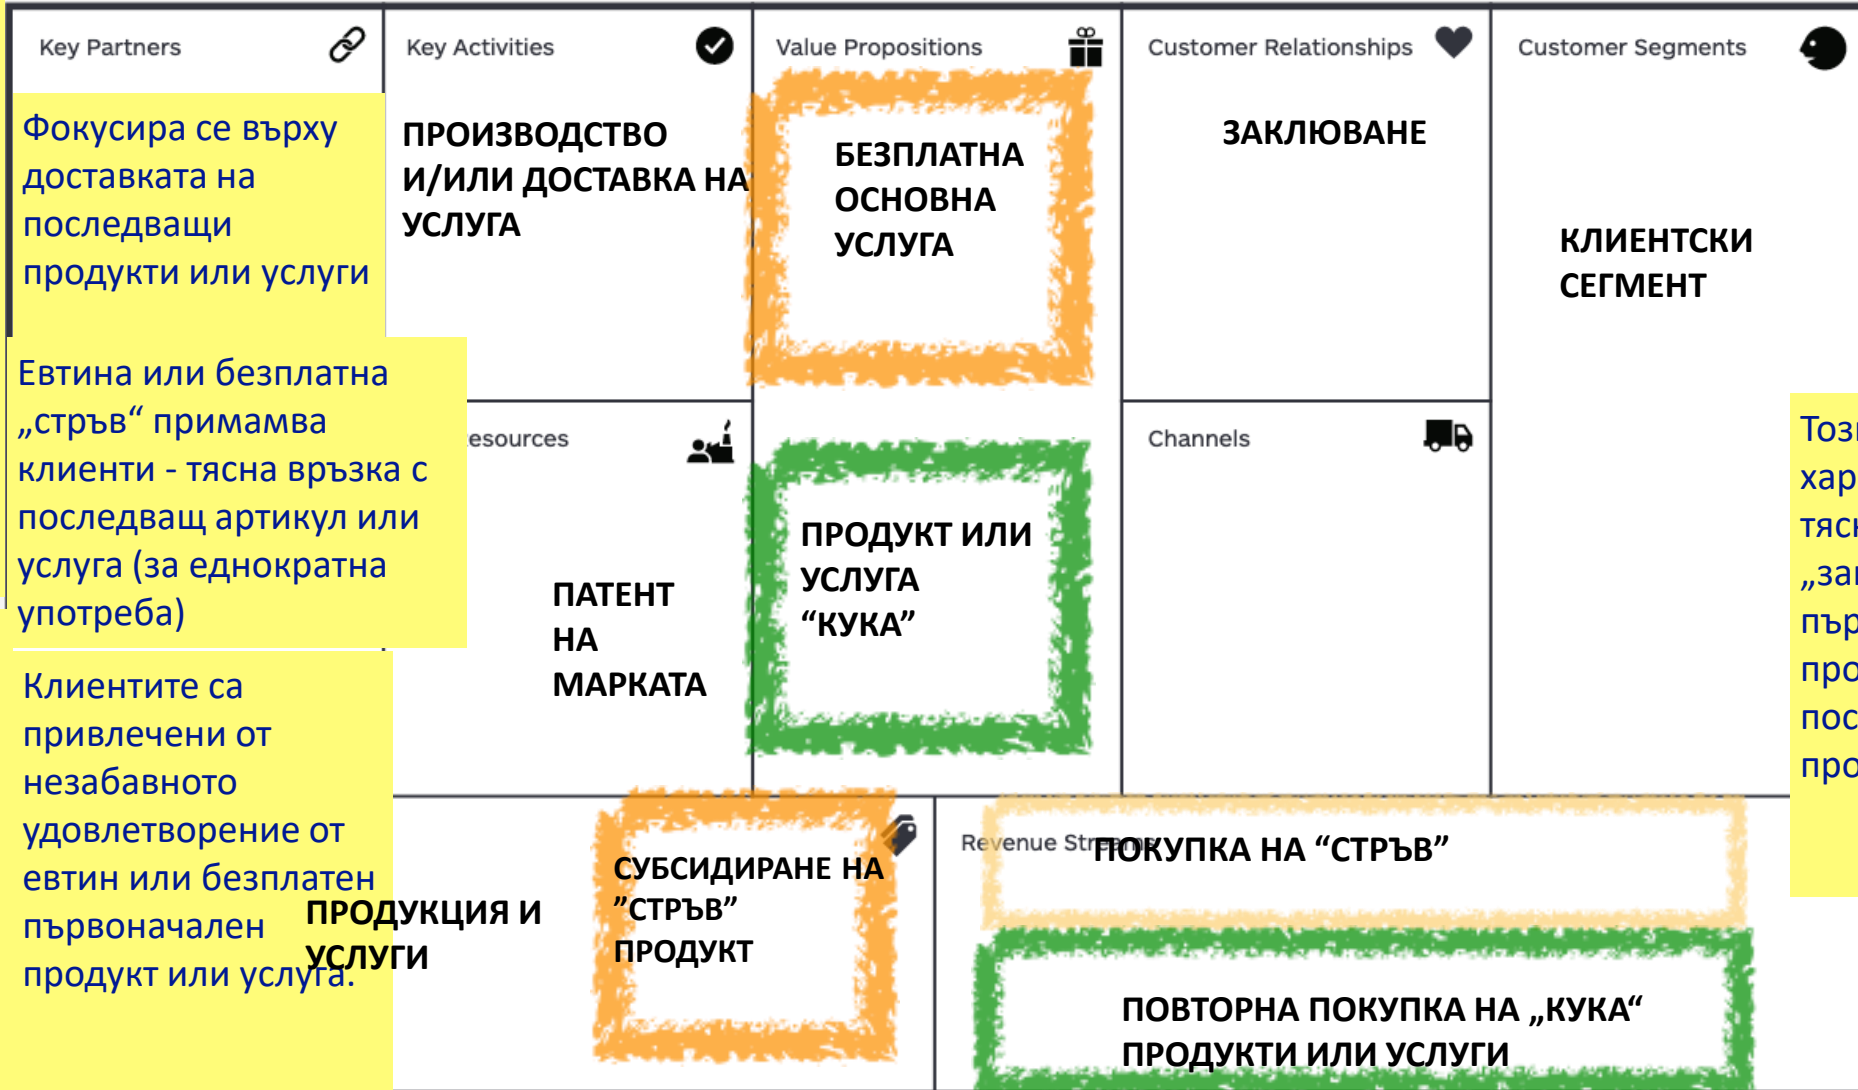 Key Partners
Фокусира се върху
доставката на
последващи
продукти или услуги
Евтина или безплатна
„стръв“ примамва
клиенти - тясна връзка с
последващ артикул или
услуга (за еднократна
употреба)
Клиентите са
привлечени от
незабавното
удовлетворение от
евтин или безплатен
първоначален
продукт или услуга.
Key Activities
ПРОИЗВОДСТВО
И/ИЛИ ДОСТАВКА НА
УСЛУГА
esources
ПАТЕНТ
НА
МАРКАТА
Value Propositions
БЕЗПЛАТНА
ОСНОВНА
УСЛУГА
ПРОДУКТ ИЛИ
УСЛУГА
“КУКА”
Customer Relationships
ЗАКЛЮВАНЕ
Channels
Customer Segments
КЛИЕНТСКИ
СЕГМЕНТ
ПРОДУКЦИЯ И
УСЛУГИ
СУБСИДИРАНЕ НА
”СТРЪВ”
ПРОДУКТ
Revenue Streams
ПОКУПКА НА “СТРЪВ”
ПОВТОРНА ПОКУПКА НА „КУКА“
ПРОДУКТИ ИЛИ УСЛУГИ